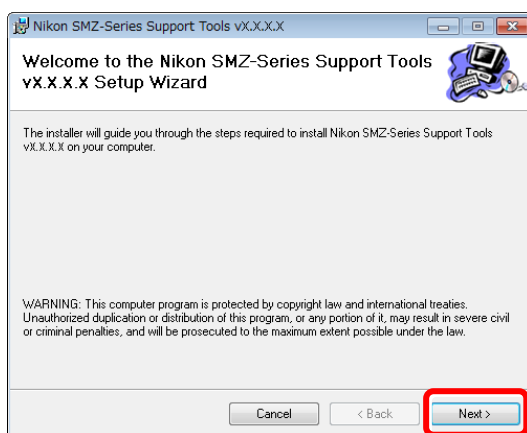 Nikon SMZ-Series Support Tools vX.X.X.X
Welcome to the Nikon SMZ-Series Support Tools
vX.X.X.X Setup Wizard
The installer will guide you through the steps required to install Nikon SMZ-Series Support Tools
vX.X.X.X on your computer.
WARNING: This computer program is protected by copyright law and international treaties.
Unauthorized duplication or distribution of this program, or any portion of it, may result in severe civil
or criminal penalties, and will be prosecuted to the maximum extent possible under the law.
Cancel < Back Next >